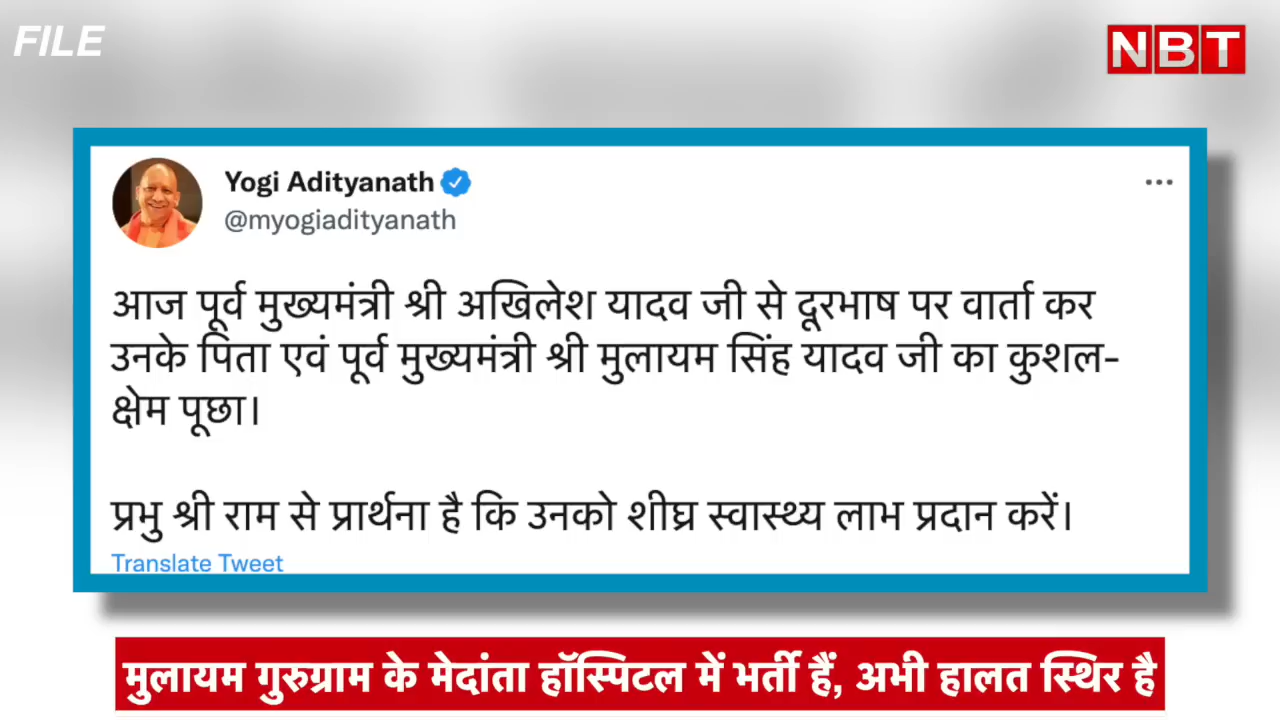 FILE
NBT
Yogi Adityanath
@myogiadityanath
आज पूर्व मुख्यमंत्री श्री अखिलेश यादव जी से दूरभाष पर वार्ता कर
उनके पिता एवं पूर्व मुख्यमंत्री श्री मुलायम सिंह यादव जी का कुशल-
क्षेम पूछा।
प्रभु श्री राम से प्रार्थना है कि उनको शीघ्र स्वास्थ्य लाभ प्रदान करें।
Translate Tweet
मुलायम गुरुग्राम के मेदांता हॉस्पिटल में भर्ती हैं, अभी हालत स्थिर है